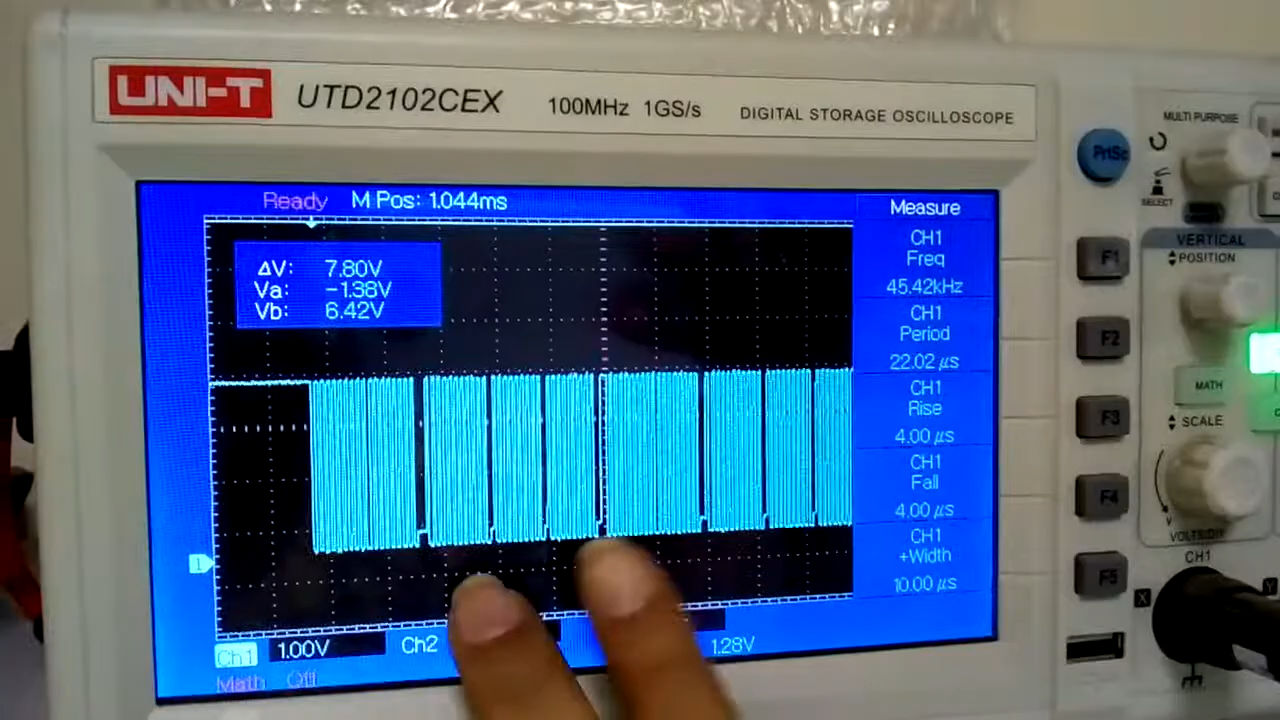 UNI-T UTD2102CEX 100MHz 1GS/s DIGITAL STORAGE OSCILLOSCOPE
MULTI PURPOSE
PrtSc
SELECT
Ready M Pos: 1.044ms
ΔV: 7.80V
Va: -1.38V
Vb: 6.42V
Measure
CH1
Freq
45.42kHz
CH1
Period
22.02 µs
CH1
Rise
4.00 µs
CH1
Fall
4.00 µs
CH1
+Width
10.00 µs
1
Ch1 1.00V Ch2 1.28V
Math Off
F1
F2
F3
F4
F5
VERTICAL
POSITION
MATH
SCALE
V
VOLTS/DIV
CH1
X
Y